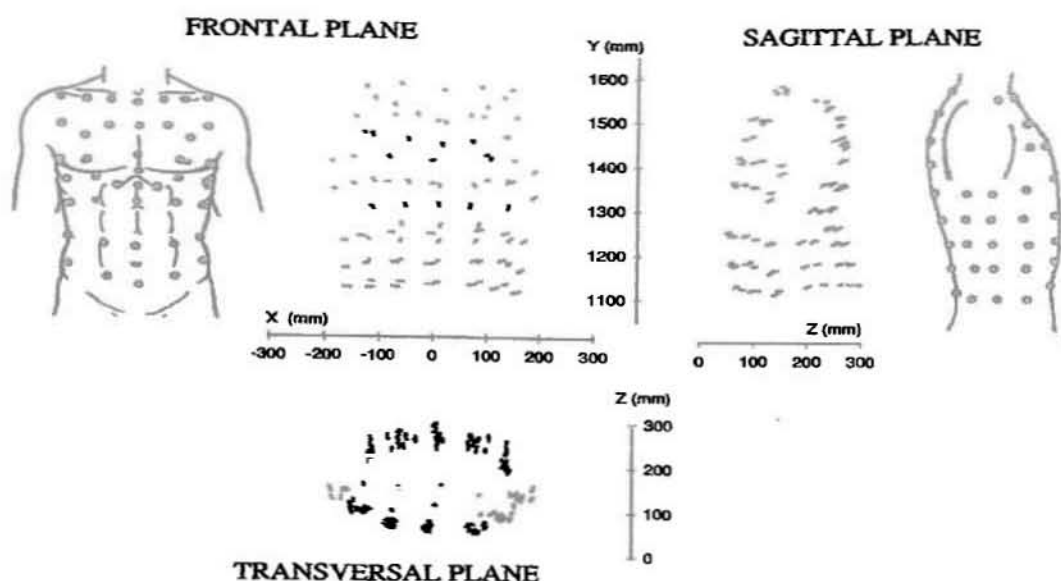 FRONTAL PLANE
Y (mm)
SAGITTAL PLANE
1600
1500
1400
1300
1200
1100
X (mm)
-300 -200 -100 0 100 200 300
Z (mm)
0 100 200 300
Z (mm)
300
200
100
0
TRANSVERSAL PLANE